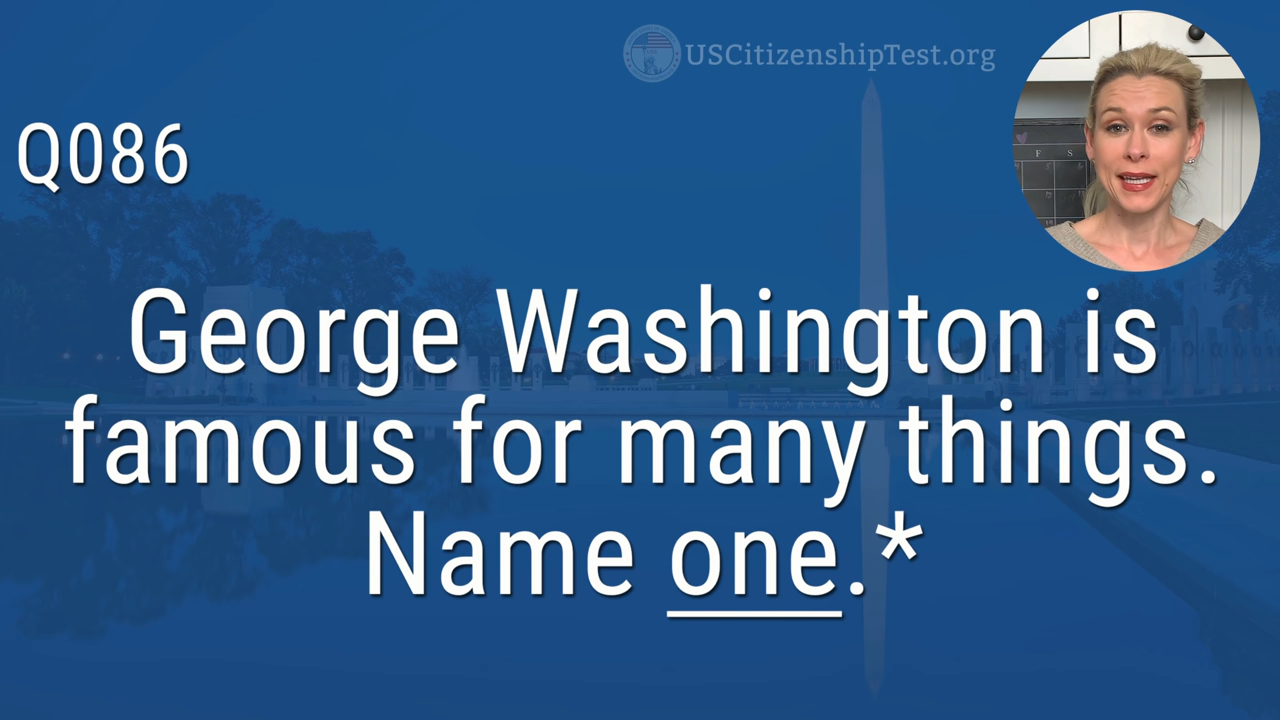 USCitizenshipTest.org
Q086
F S
George Washington is
famous for many things.
Name one.*